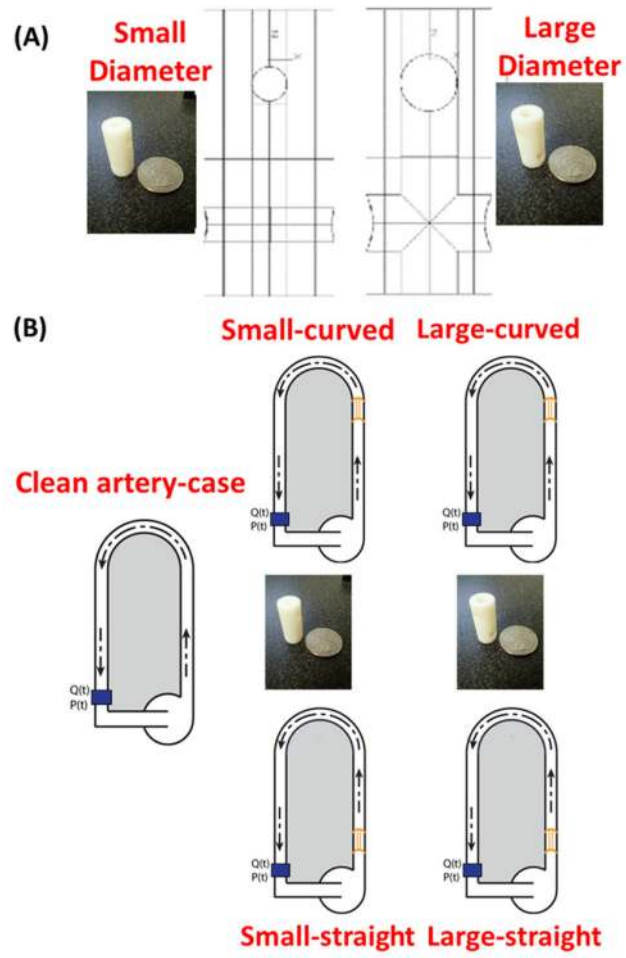 (A)
Small
Diameter
N
X
Large
Diameter
(B)
Small-curved
Large-curved
Clean artery-case
Q(t)
P(t)
Q(t)
P(t)
Q(t)
P(t)
Q(t)
P(t)
Q(t)
P(t)
Small-straight
Large-straight